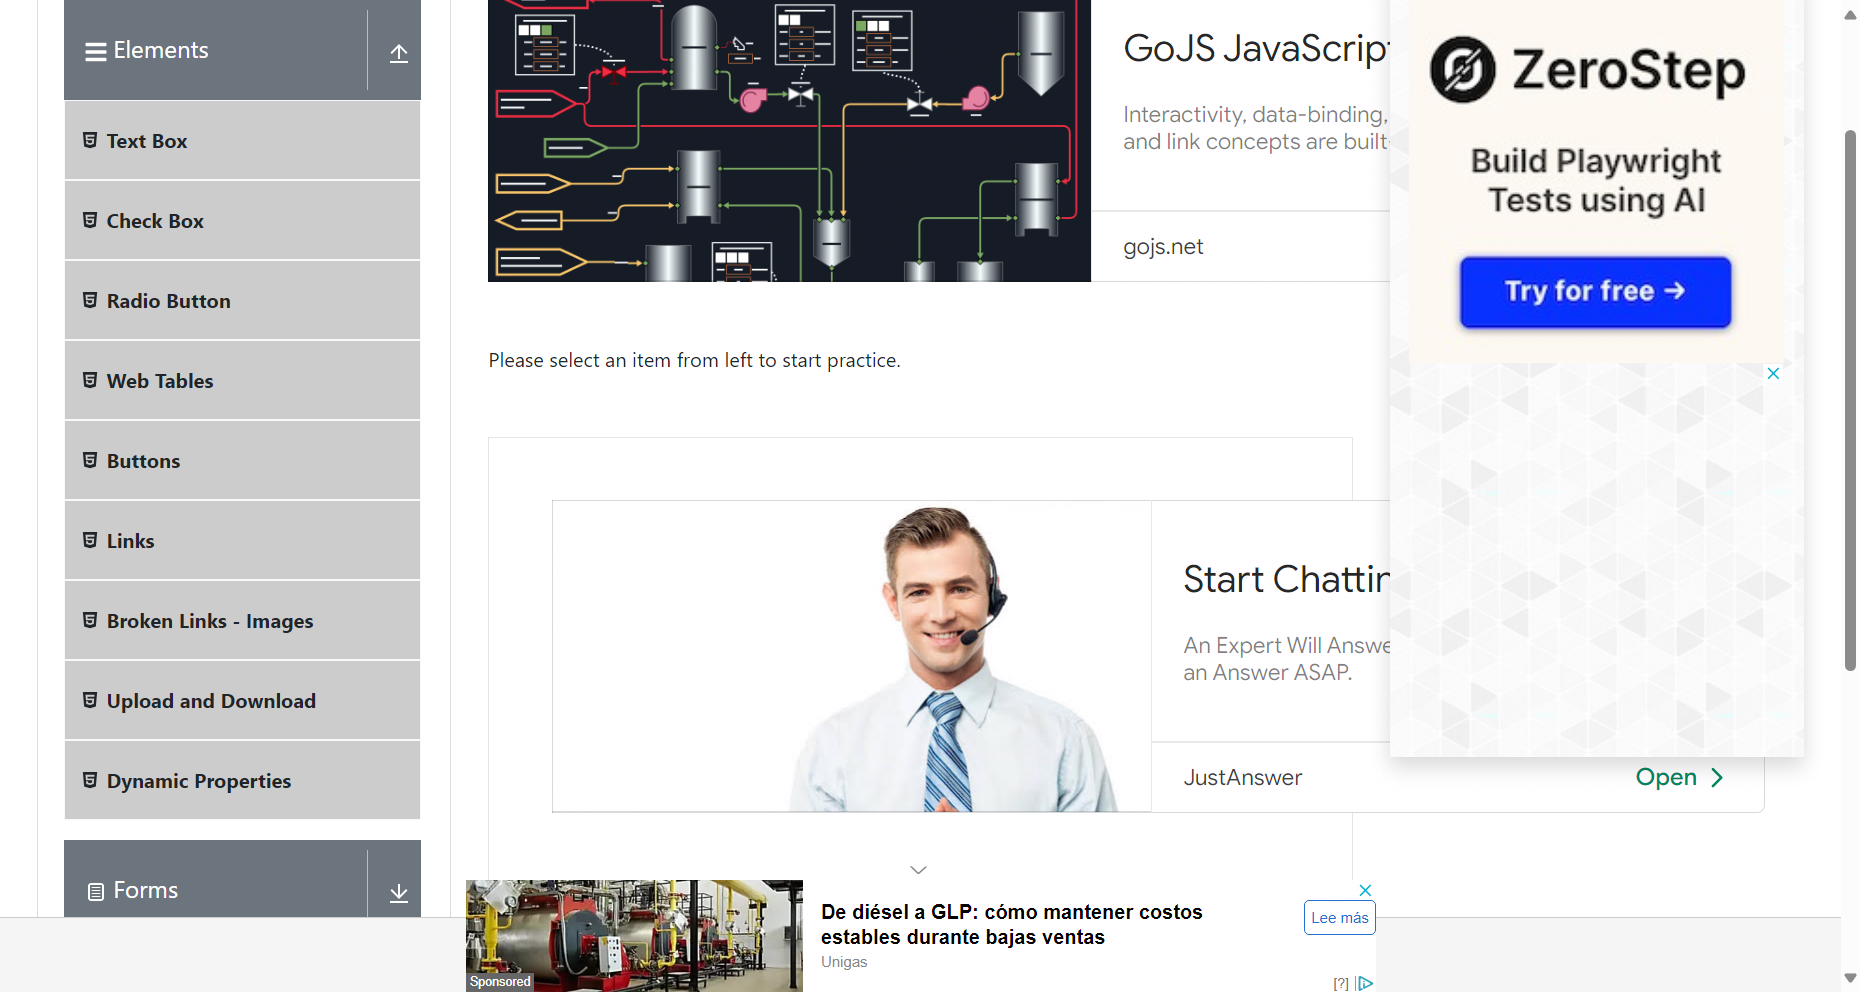 Elements
Text Box
Check Box
Radio Button
Web Tables
Buttons
Links
Broken Links - Images
Upload and Download
Dynamic Properties
Forms
GoJS JavaScript
Interactivity, data-binding,
and link concepts are built-
gojs.net
Please select an item from left to start practice.
Start Chattin
An Expert Will Answe
an Answer ASAP.
JustAnswer
Open
ZeroStep
Build Playwright
Tests using AI
Try for free →
De diésel a GLP: cómo mantener costos
estables durante bajas ventas
Unigas
Lee más
Sponsored
[?]